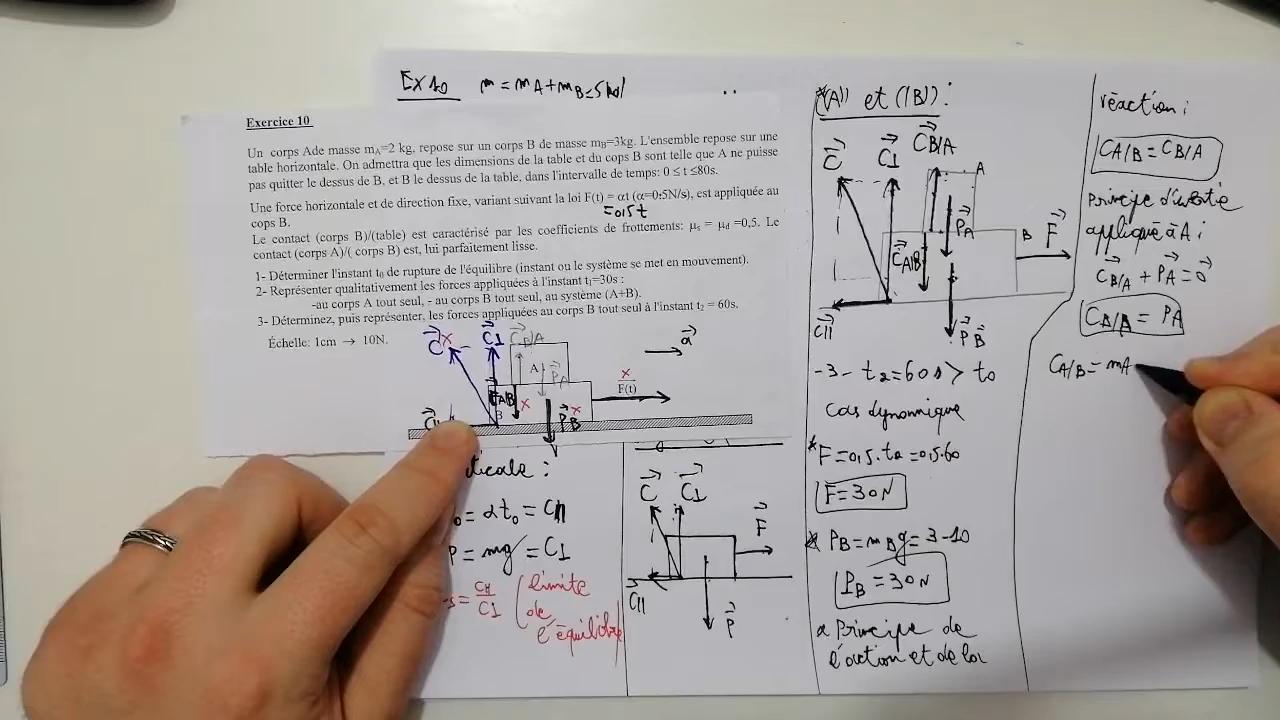 Ex 10 m = mA + mB = 5
Exercice 10
Un corps Ade masse mA=2 kg, repose sur un corps B de masse mB=3kg. L'ensemble repose sur une
table horizontale. On admettra que les dimensions de la table et du cops B sont telle que A ne puisse
pas quitter le dessus de B, et B le dessus de la table, dans l'intervalle de temps: 0 ≤ t ≤80s.
Une force horizontale et de direction fixe, variant suivant la loi F(t) = αt (α=0;5N/s), est appliquée au
cops B.
=0,5 t
Le contact (corps B)/(table) est caractérisé par les coefficients de frottements: μs = μd =0,5. Le
contact (corps A)/( corps B) est, lui parfaitement lisse.
1- Déterminer l'instant t0 de rupture de l'équilibre (instant ou le système se met en mouvement).
2- Représenter qualitativement les forces appliquées à l'instant t1=30s :
-au corps A tout seul, - au corps B tout seul, au système (A+B).
3- Déterminez, puis représenter, les forces appliquées au corps B tout seul à l'instant t2 = 60s.
Échelle: 1cm → 10N.
C x C⊥ CB/A a
A PA x
F(t)
CA/B x B PB x
ticale :
= αt0 = C//
P = mg = C⊥
= C// / C⊥ (limite
de
l'équilibre)
C C⊥
F
C//
P
*(A) et (B) :
C C⊥ CB/A
A
PA
B F
CA/B
C//
PB
-3- t2 = 60s > t0
Cas dynamique
* F = 0,5. t2 = 0,5.60
F = 30N
* PB = mB g = 3-10
PB = 30N
* Principe de
l'action et de la
réaction :
CA/B = CB/A
Principe d'inertie
appliqué à A :
CB/A + PA = 0
CB/A = PA
CA/B = mA